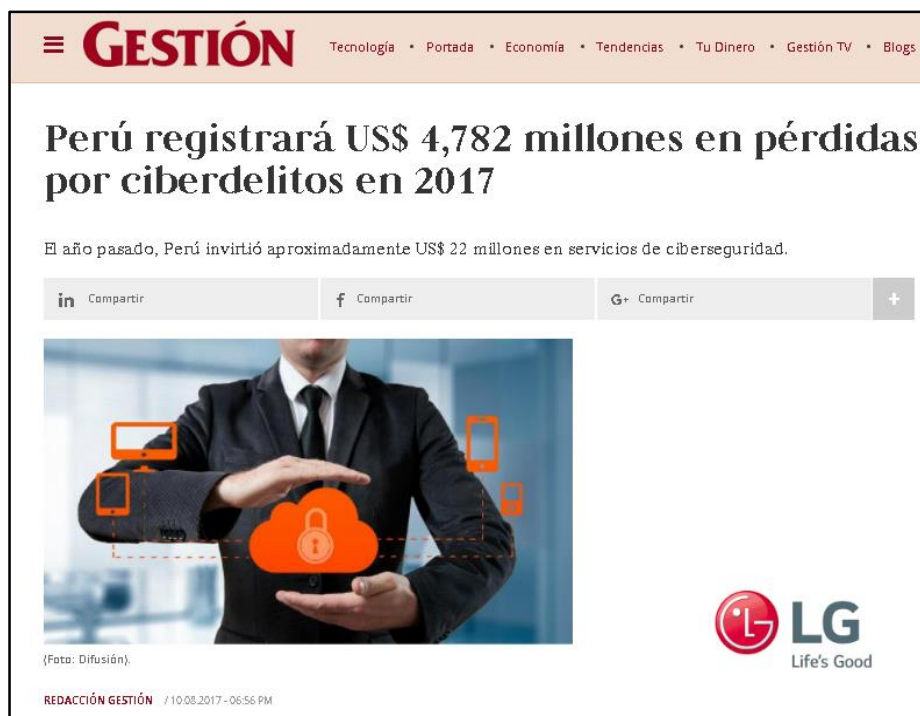 GESTIÓN
Tecnología • Portada • Economía • Tendencias • Tu Dinero • Gestión TV • Blogs
Perú registrará US$ 4,782 millones en pérdidas
por ciberdelitos en 2017
El año pasado, Perú invirtió aproximadamente US$ 22 millones en servicios de ciberseguridad.
in Compartir
f Compartir
G+ Compartir
+
(Foto: Difusión).
LG
Life's Good
REDACCIÓN GESTIÓN / 10.08.2017 - 06:56 PM